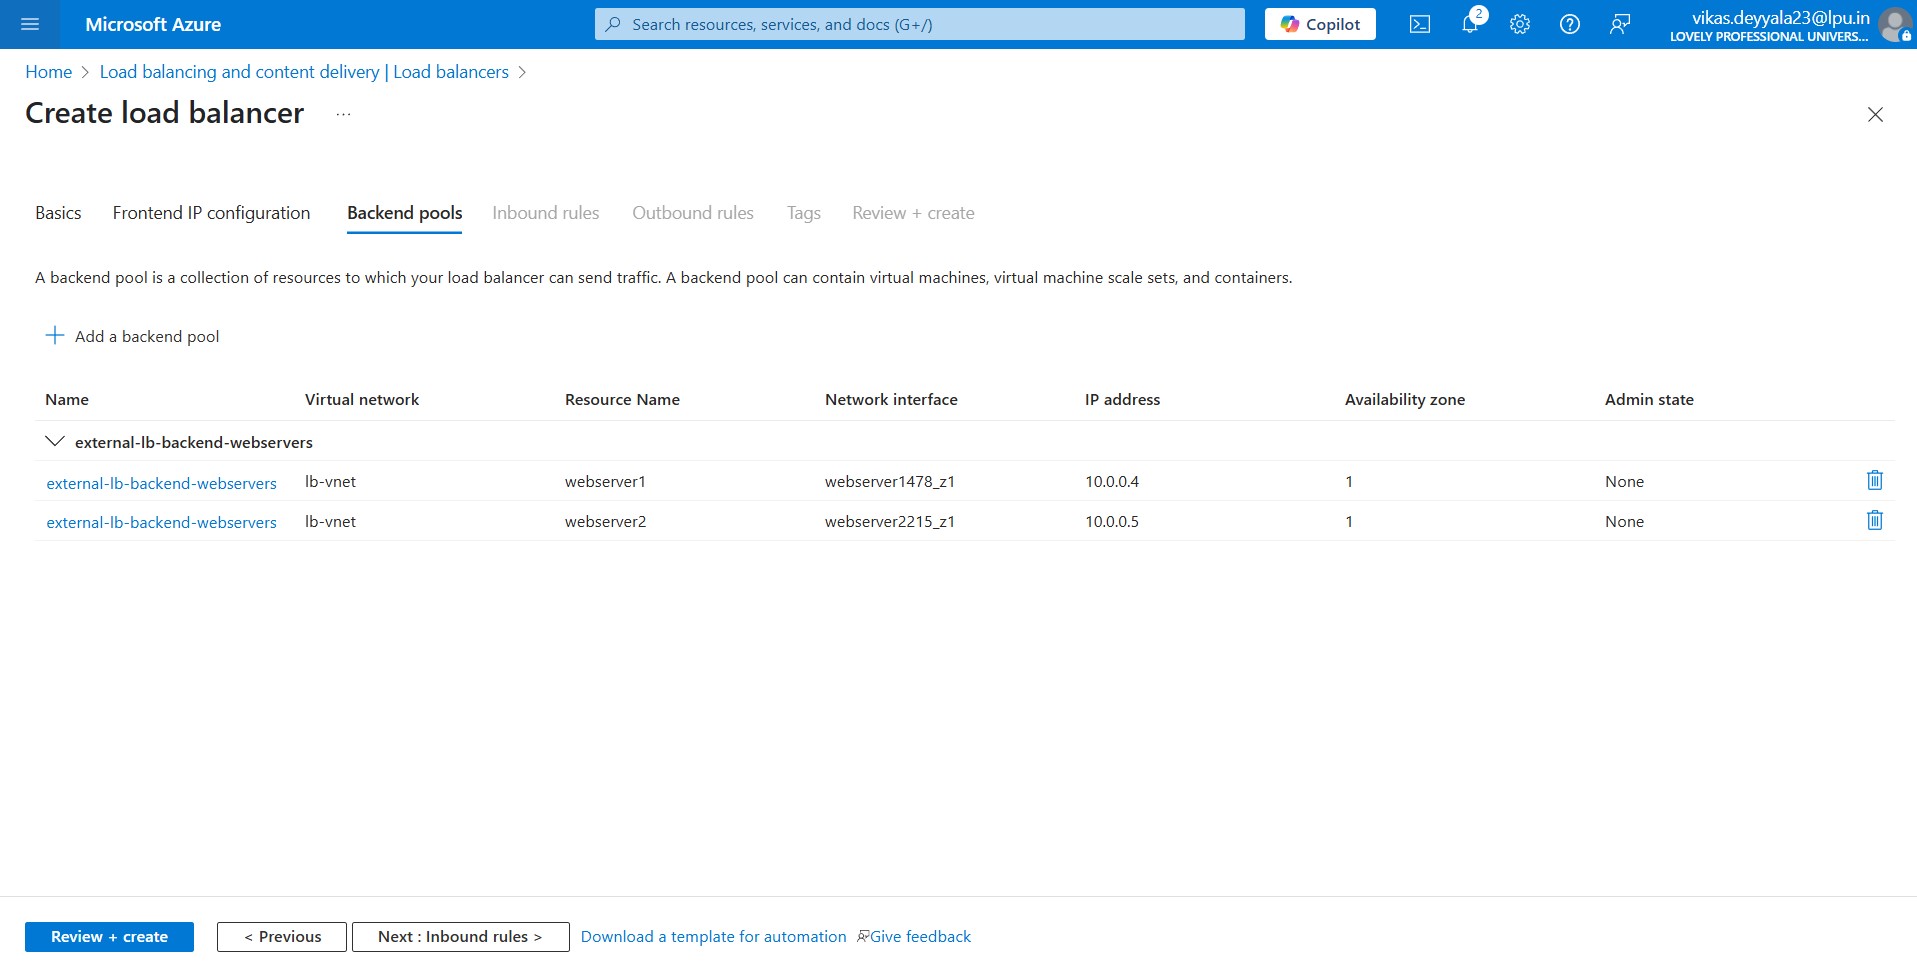 Microsoft Azure
Search resources, services, and docs (G+/)
Copilot
2
vikas.deyyala23@lpu.in
LOVELY PROFESSIONAL UNIVERS...
Home > Load balancing and content delivery | Load balancers >
Create load balancer ...
Basics Frontend IP configuration Backend pools Inbound rules Outbound rules Tags Review + create
A backend pool is a collection of resources to which your load balancer can send traffic. A backend pool can contain virtual machines, virtual machine scale sets, and containers.
+ Add a backend pool
Name Virtual network Resource Name Network interface IP address Availability zone Admin state
external-lb-backend-webservers
external-lb-backend-webservers lb-vnet webserver1 webserver1478_z1 10.0.0.4 1 None
external-lb-backend-webservers lb-vnet webserver2 webserver2215_z1 10.0.0.5 1 None
Review + create < Previous Next : Inbound rules > Download a template for automation Give feedback